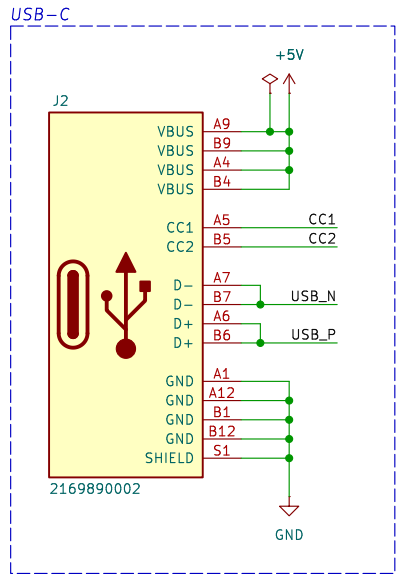 USB-C
+5V
J2
VBUS A9
VBUS B9
VBUS A4
VBUS B4
CC1 A5 CC1
CC2 B5 CC2
D- A7
D- B7 USB_N
D+ A6
D+ B6 USB_P
GND A1
GND A12
GND B1
GND B12
SHIELD S1
2169890002
GND